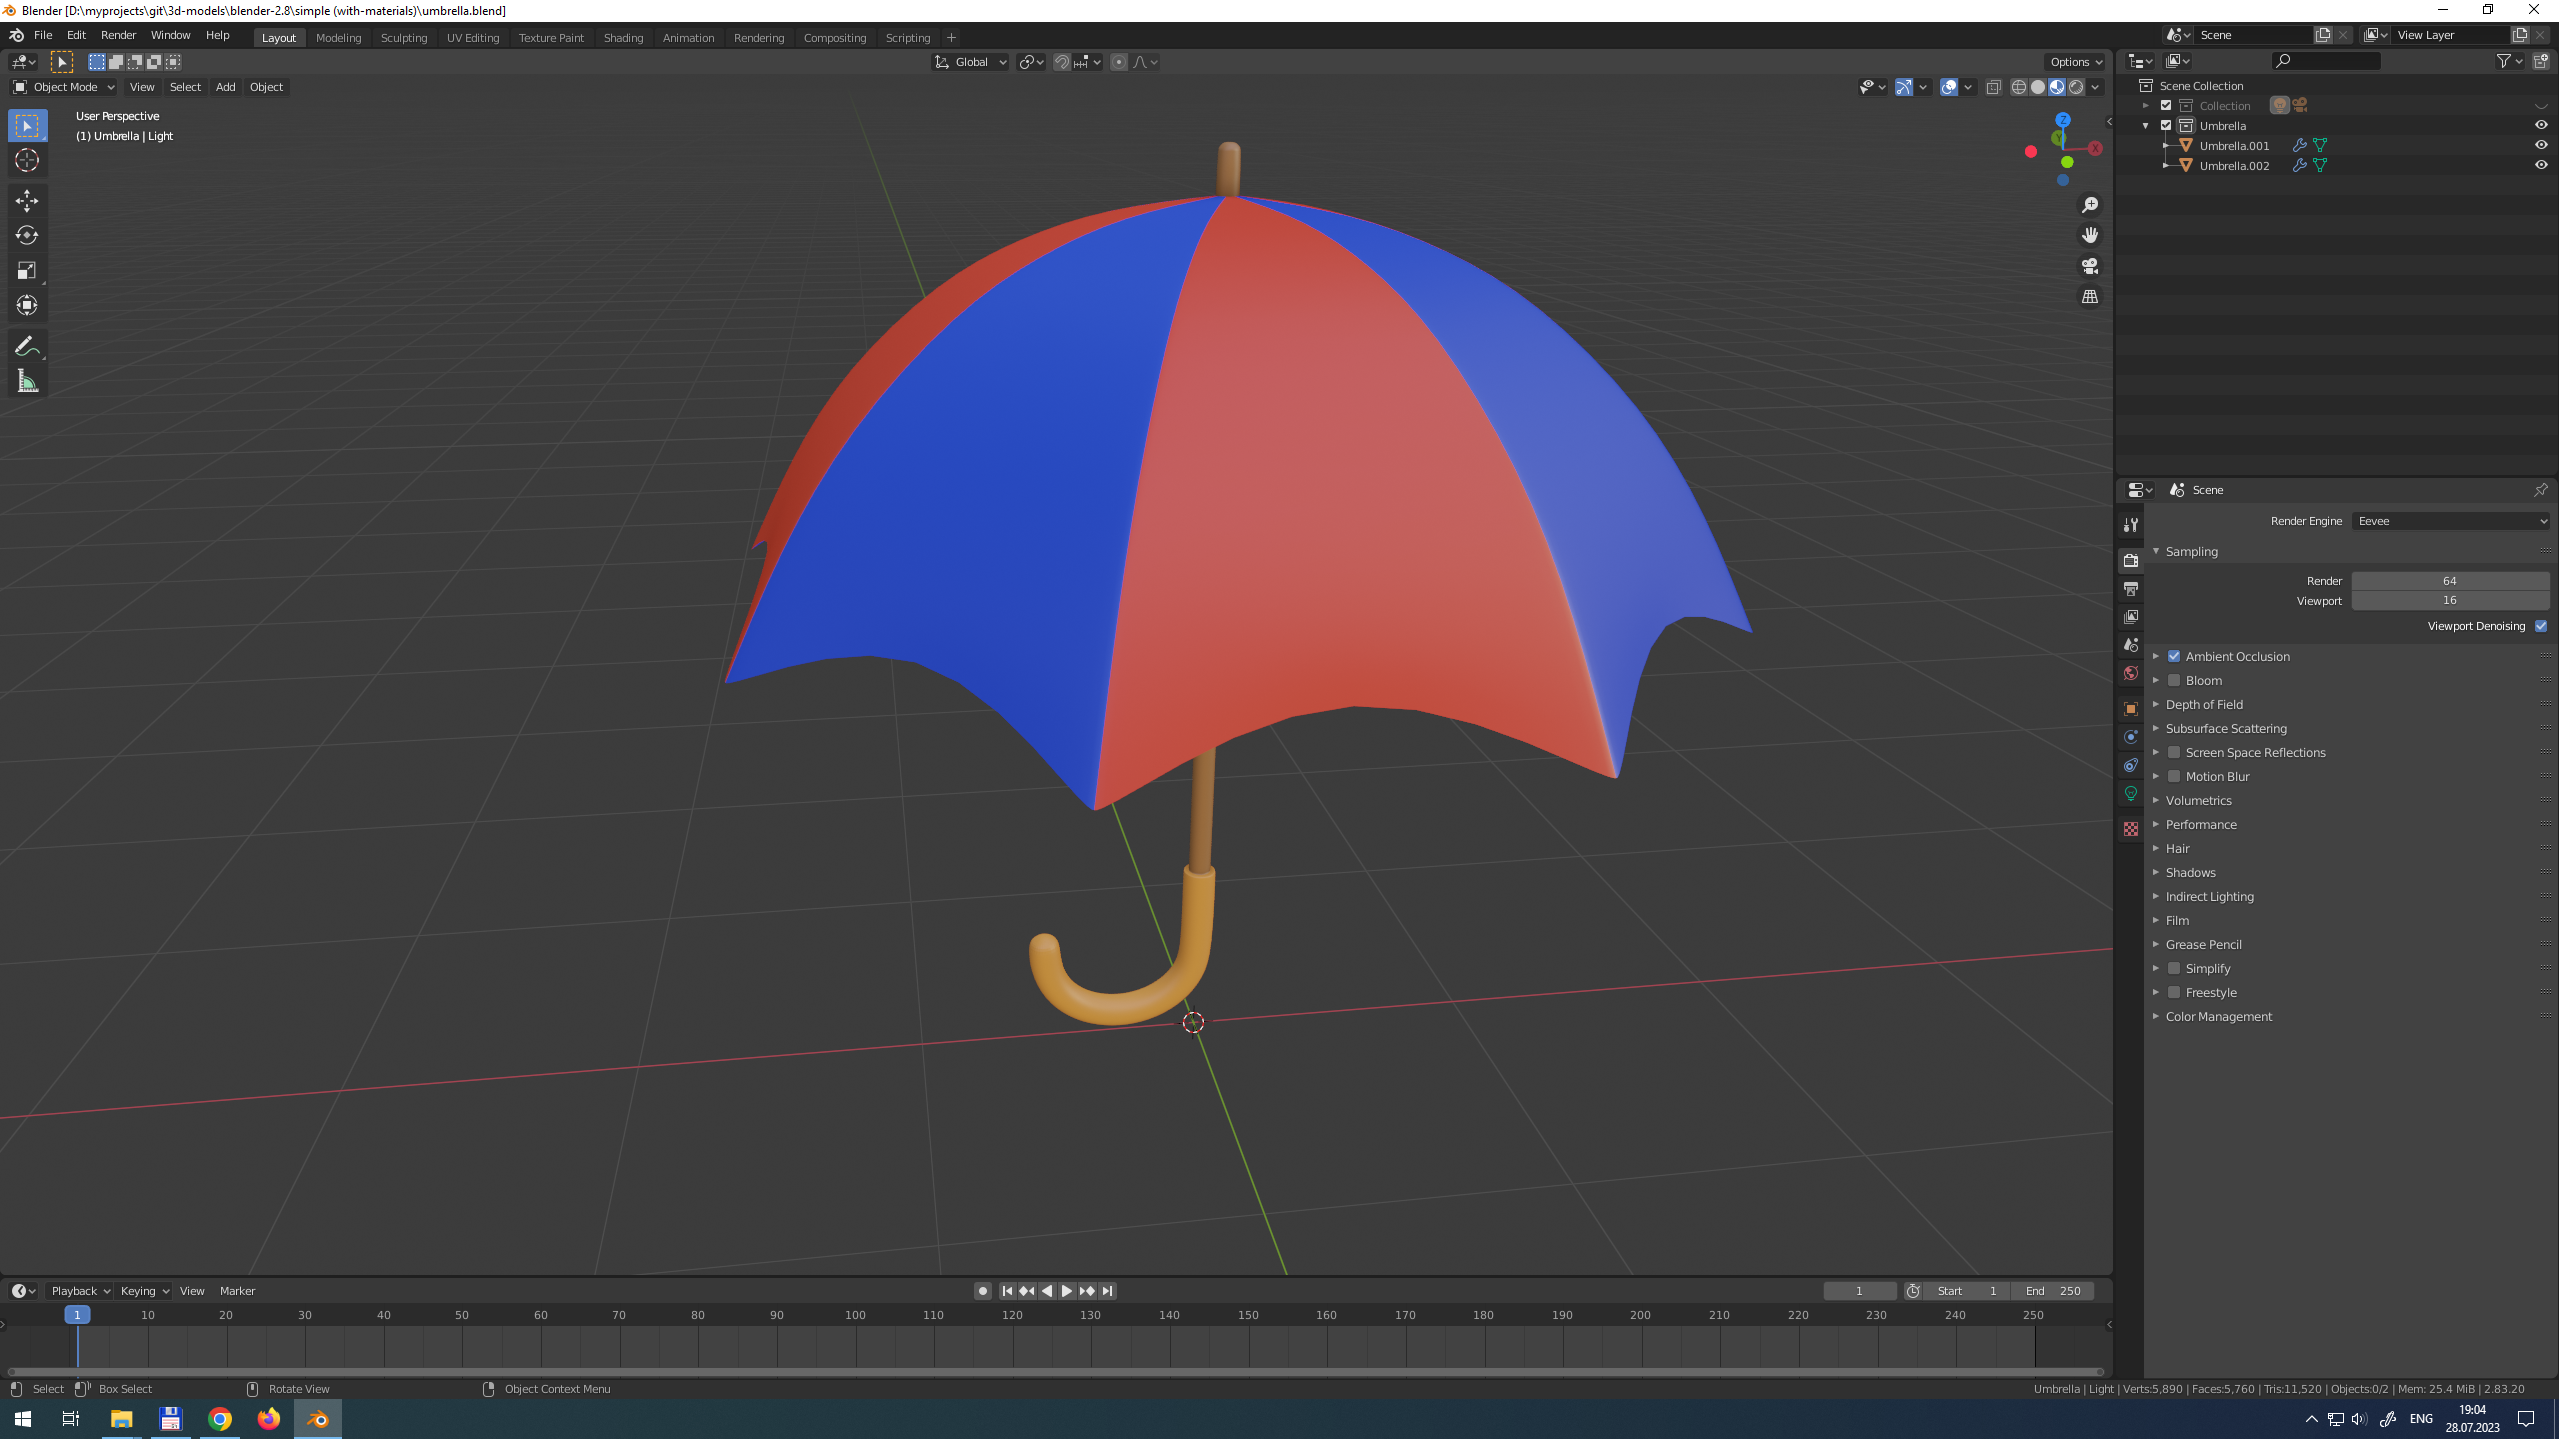 Blender [D:\myprojects\git\3d-models\blender-2.8\simple (with-materials)\umbrella.blend]
File Edit Render Window Help Layout Modeling Sculpting UV Editing Texture Paint Shading Animation Rendering Compositing Scripting + Scene View Layer
Global Options
Object Mode View Select Add Object
User Perspective
(1) Umbrella | Light
Z
Y
X
Scene Collection
Collection
Umbrella
Umbrella.001
Umbrella.002
Scene
Render Engine Eevee
Sampling
Render 64
Viewport 16
Viewport Denoising
Ambient Occlusion
Bloom
Depth of Field
Subsurface Scattering
Screen Space Reflections
Motion Blur
Volumetrics
Performance
Hair
Shadows
Indirect Lighting
Film
Grease Pencil
Simplify
Freestyle
Color Management
Playback Keying View Marker 1 Start 1 End 250
1 10 20 30 40 50 60 70 80 90 100 110 120 130 140 150 160 170 180 190 200 210 220 230 240 250
Select Box Select Rotate View Object Context Menu Umbrella | Light | Verts:5,890 | Faces:5,760 | Tris:11,520 | Objects:0/2 | Mem: 25.4 MiB | 2.83.20
ENG
19:04
28.07.2023